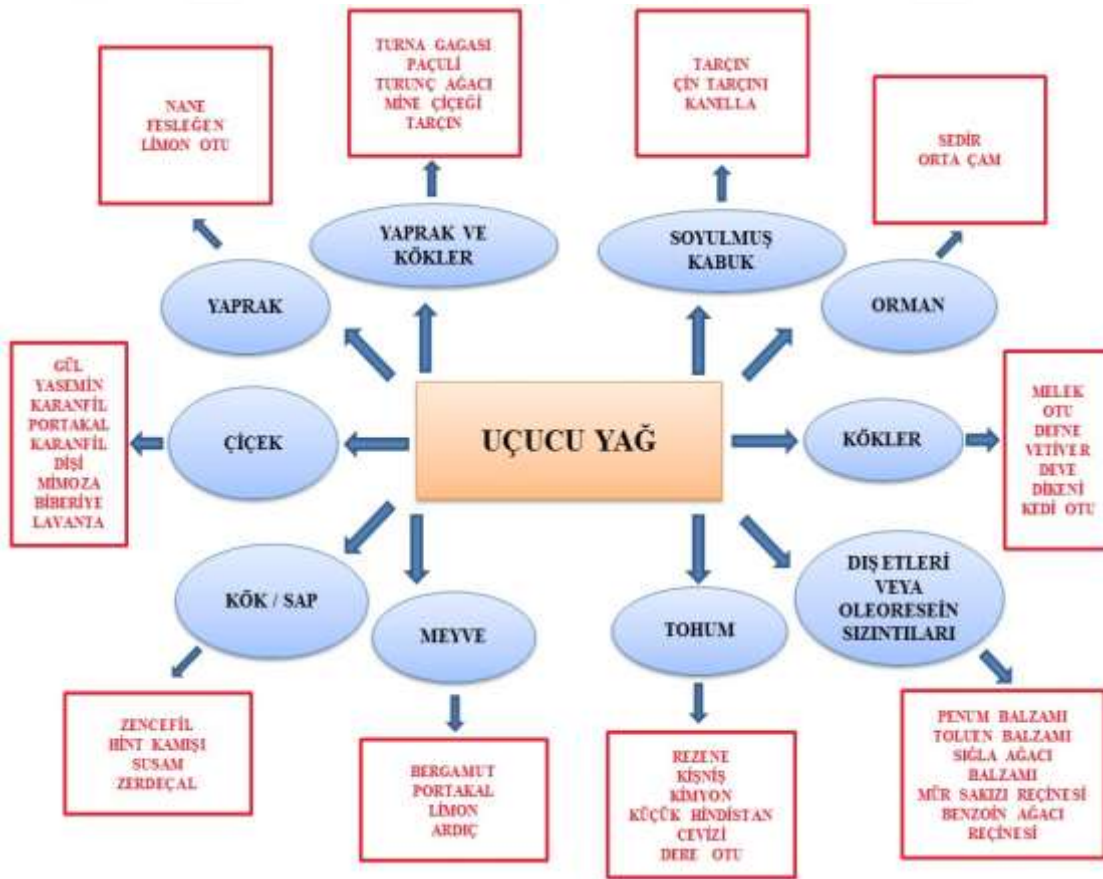 TURNA GAGASI
PAÇULİ
TURUNÇ AĞACI
MİNE ÇİÇEĞİ
TARÇIN
TARÇIN
ÇİN TARÇINI
KANELLA
NANE
FESLEĞEN
LİMON OTU
SEDİR
ORTA ÇAM
YAPRAK VE
KÖKLER
SOYULMUŞ
KABUK
YAPRAK
ORMAN
GÜL
YASEMİN
KARANFİL
PORTAKAL
KARANFİL
DİŞİ
MİMOZA
BİBERİYE
LAVANTA
ÇİÇEK
UÇUCU YAĞ
KÖKLER
MELEK
OTU
DEFNE
VETİVER
DEVE
DİKENİ
KEDİ OTU
KÖK / SAP
MEYVE
TOHUM
DIŞ ETLERİ
VEYA
OLEORESEİN
SIZINTILARI
ZENCEFİL
HİNT KAMIŞI
SUSAM
ZERDEÇAL
BERGAMUT
PORTAKAL
LİMON
ARDIÇ
REZENE
KİŞNİŞ
KİMYON
KÜÇÜK HİNDİSTAN
CEVİZİ
DERE OTU
PENUM BALZAMI
TOLUEN BALZAMI
SIĞLA AĞACI
BALZAMI
MÜR SAKIZI REÇİNESİ
BENZOİN AĞACI
REÇİNESİ